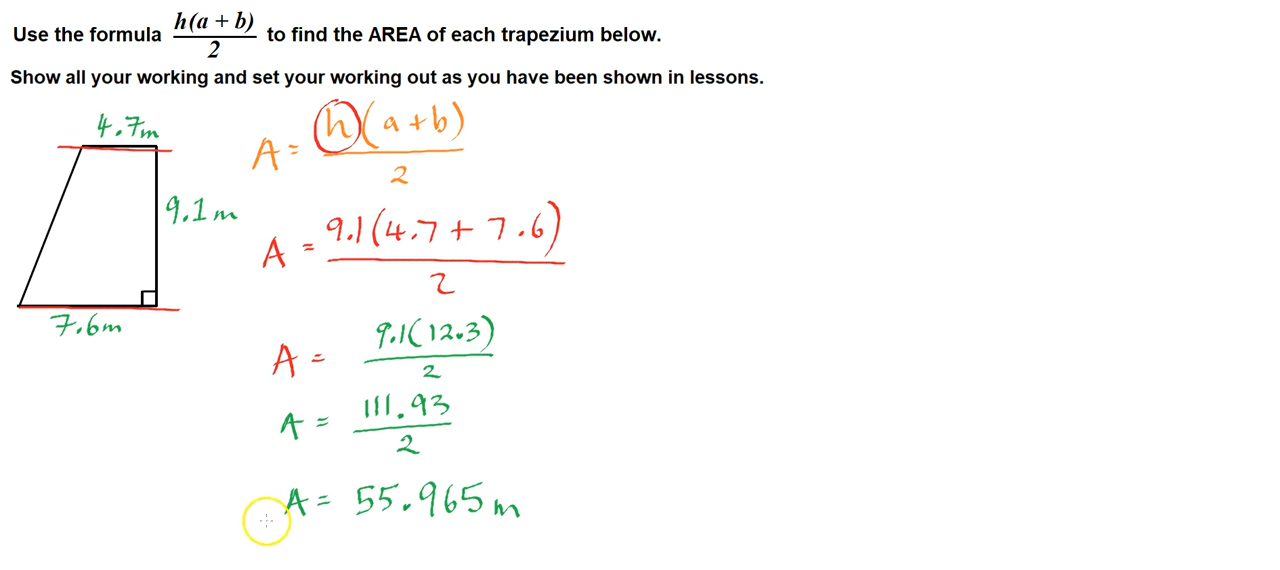 Use the formula h(a + b)/2 to find the AREA of each trapezium below.
Show all your working and set your working out as you have been shown in lessons.
4.7m
9.1m
7.6m
A = h(a+b)/2
A = 9.1(4.7 + 7.6)/2
A = 9.1(12.3)/2
A = 111.93/2
A = 55.965m